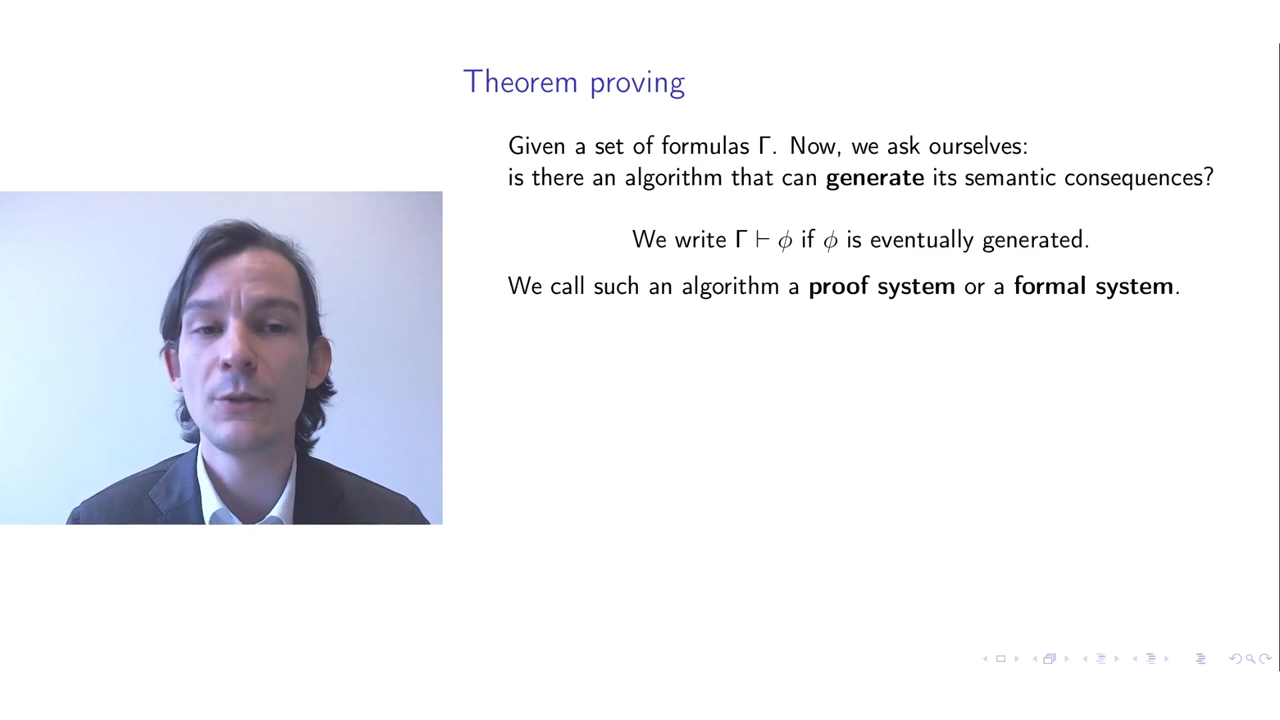 Theorem proving
Given a set of formulas Γ. Now, we ask ourselves:
is there an algorithm that can generate its semantic consequences?
We write Γ ⊢ ϕ if ϕ is eventually generated.
We call such an algorithm a proof system or a formal system.